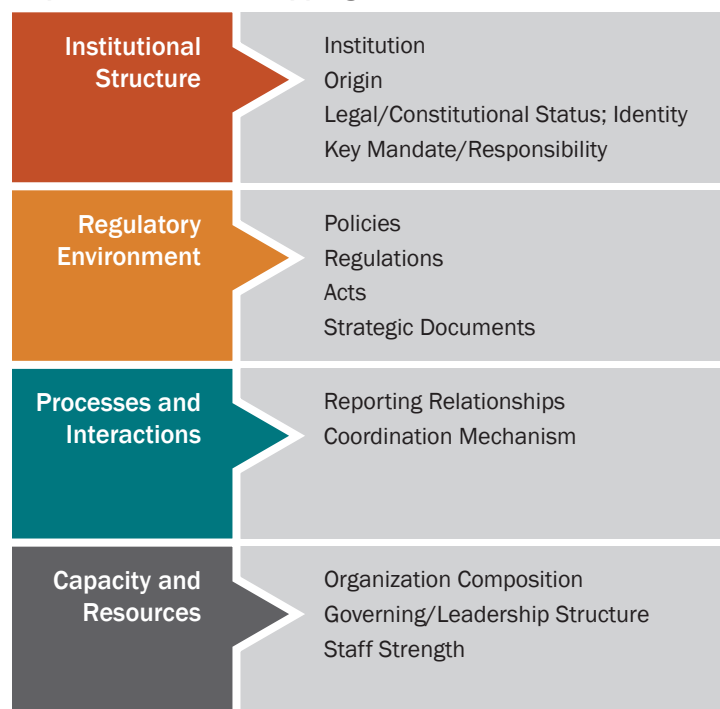 Institutional
Structure
Institution
Origin
Legal/Constitutional Status; Identity
Key Mandate/Responsibility
Regulatory
Environment
Policies
Regulations
Acts
Strategic Documents
Processes and
Interactions
Reporting Relationships
Coordination Mechanism
Capacity and
Resources
Organization Composition
Governing/Leadership Structure
Staff Strength